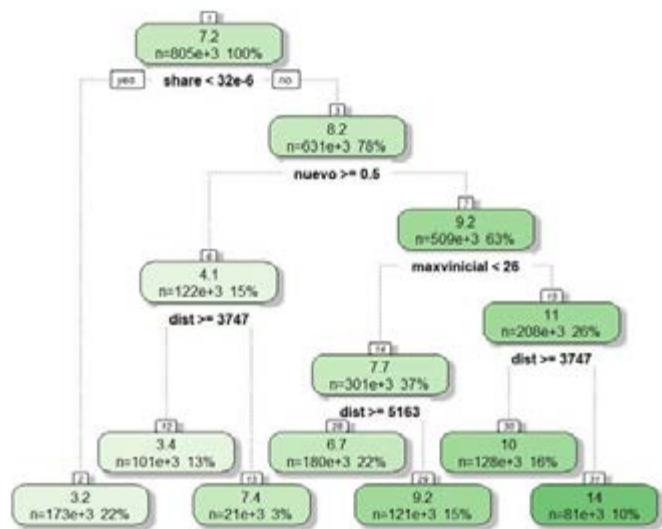 1
7.2
n=805e+3 100%
yes share < 32e-6 no
3
8.2
n=631e+3 78%
nuevo >= 0.5
7
9.2
n=509e+3 63%
maxvinicial < 26
6
4.1
n=122e+3 15%
dist >= 3747
15
11
n=208e+3 26%
dist >= 3747
14
7.7
n=301e+3 37%
dist >= 5163
12
3.4
n=101e+3 13%
28
6.7
n=180e+3 22%
30
10
n=128e+3 16%
2
3.2
n=173e+3 22%
13
7.4
n=21e+3 3%
29
9.2
n=121e+3 15%
31
14
n=81e+3 10%